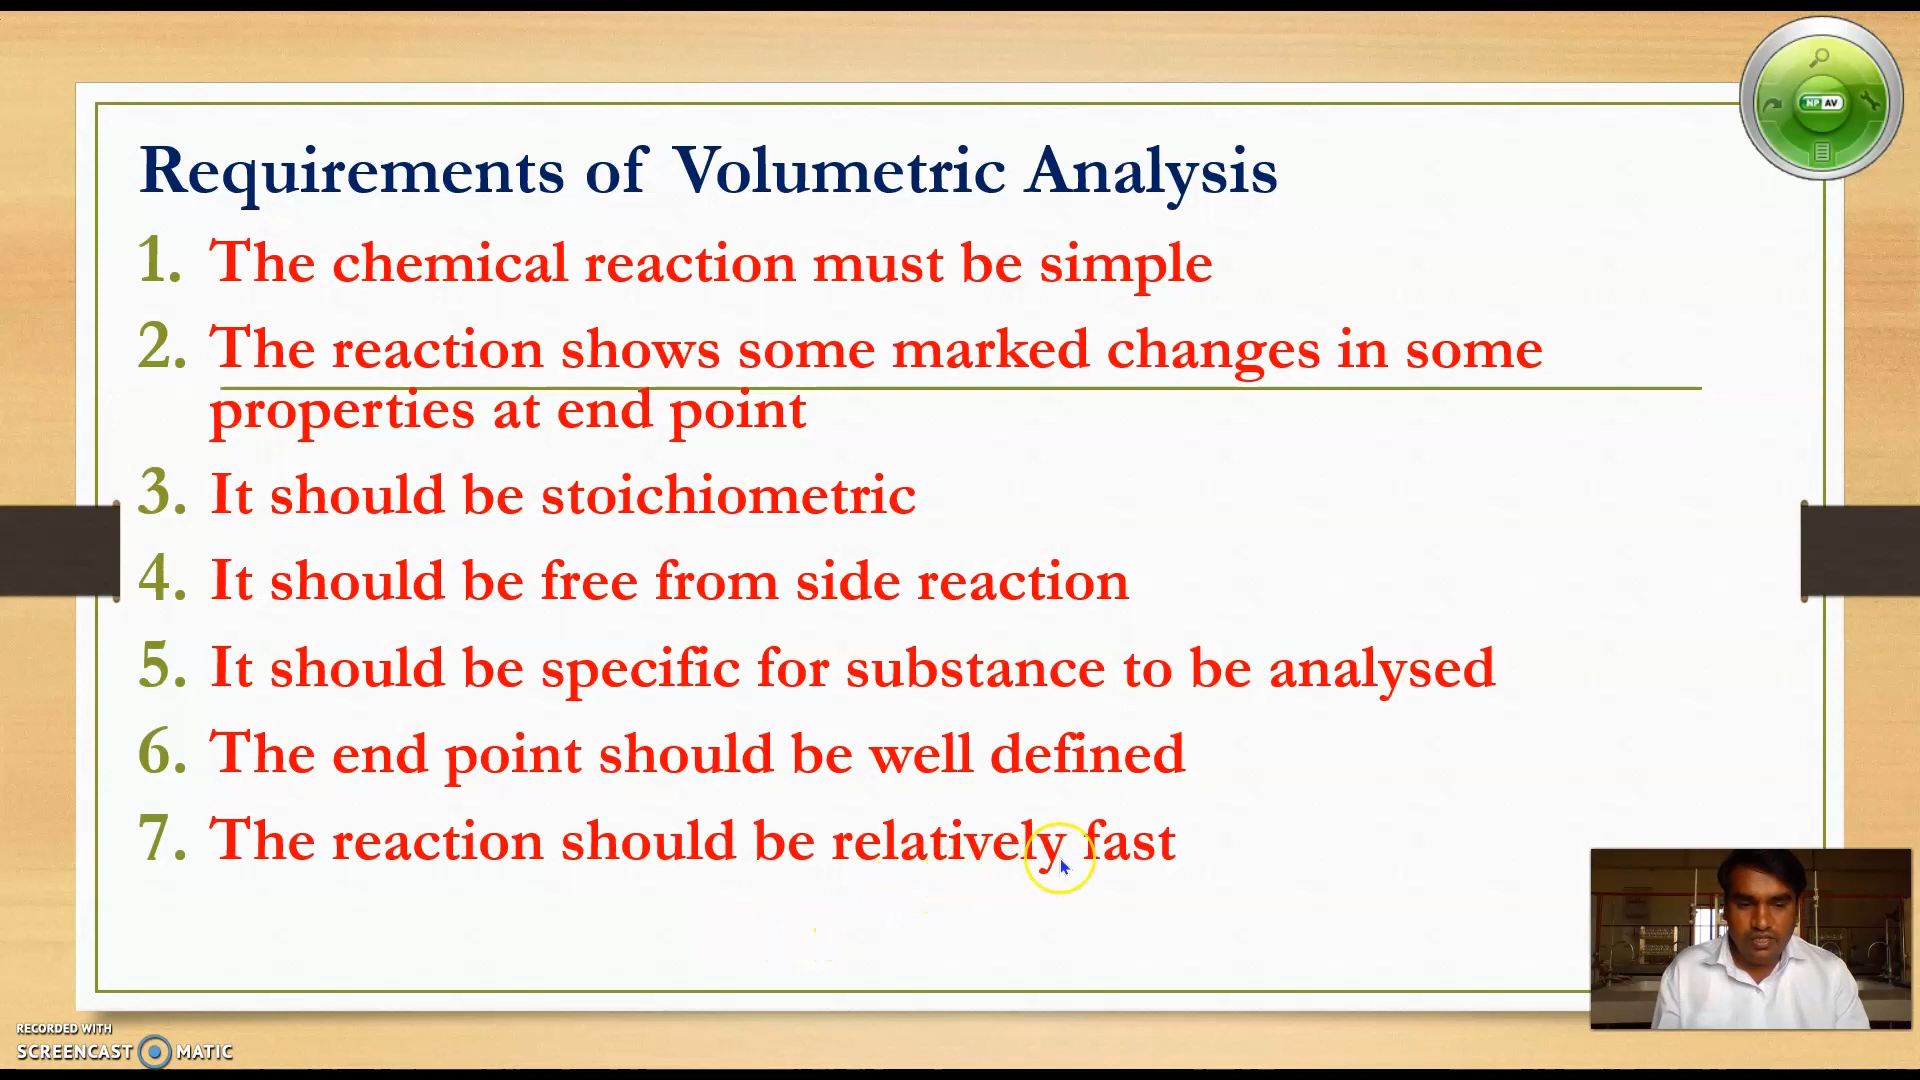 Requirements of Volumetric Analysis
1. The chemical reaction must be simple
2. The reaction shows some marked changes in some
properties at end point
3. It should be stoichiometric
4. It should be free from side reaction
5. It should be specific for substance to be analysed
6. The end point should be well defined
7. The reaction should be relatively fast
NP AV
RECORDED WITH
SCREENCAST MATIC